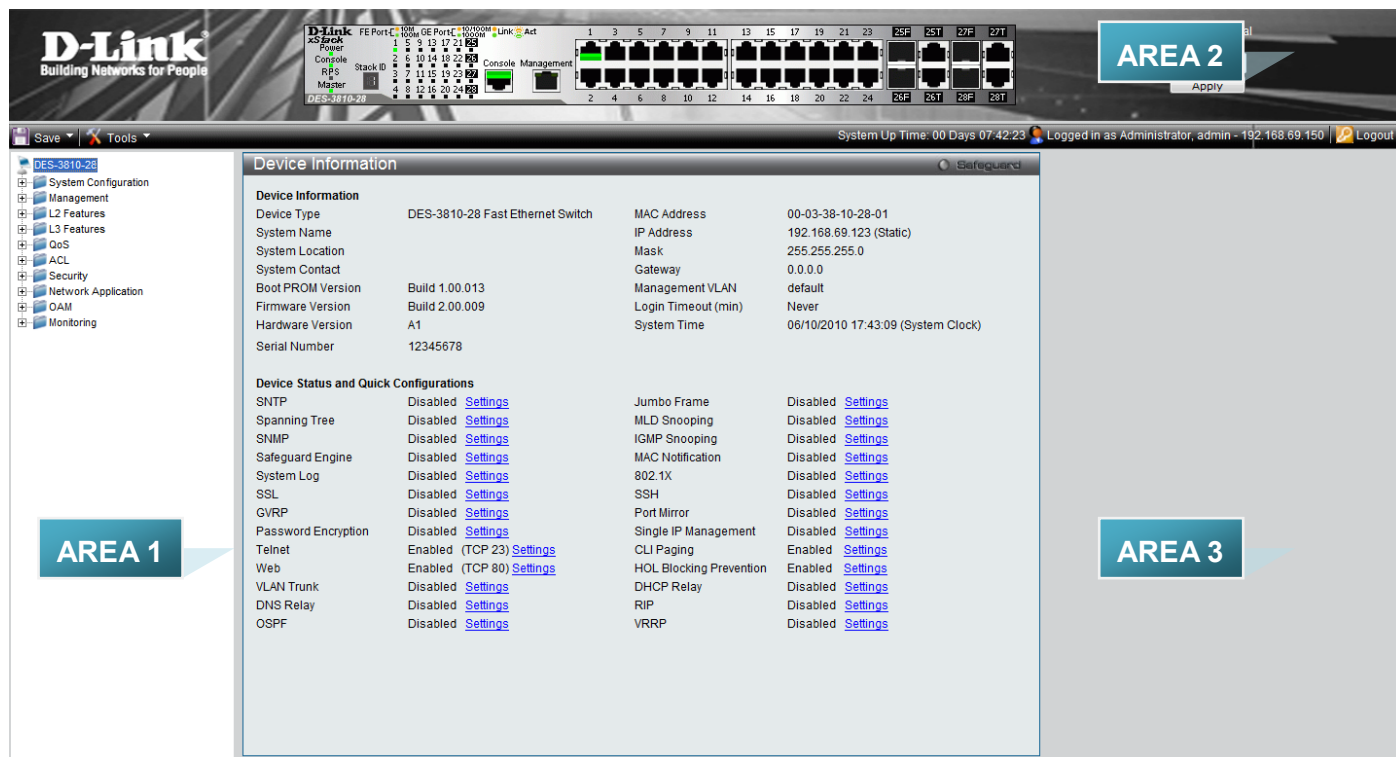 D-Link
Building Networks for People
D-Link
xStack
FE Port 10M 100M GE Port 10/100M 1000M Link Act
Power
Console
RPS
Master
Stack ID
1 5 9 13 17 21 25
2 6 10 14 18 22 26
3 7 11 15 19 23 27
4 8 12 16 20 24 28
Console Management
DES-3810-28
1 3 5 7 9 11 13 15 17 19 21 23 25F 25T 27F 27T
2 4 6 8 10 12 14 16 18 20 22 24 26F 26T 28F 28T
AREA 2
Apply
Save Tools
System Up Time: 00 Days 07:42:23 Logged in as Administrator, admin - 192.168.69.150 Logout
DES-3810-28
System Configuration
Management
L2 Features
L3 Features
QoS
ACL
Security
Network Application
OAM
Monitoring
AREA 1
Device Information
Safeguard
Device Information
Device Type DES-3810-28 Fast Ethernet Switch MAC Address 00-03-38-10-28-01
System Name IP Address 192.168.69.123 (Static)
System Location Mask 255.255.255.0
System Contact Gateway 0.0.0.0
Boot PROM Version Build 1.00.013 Management VLAN default
Firmware Version Build 2.00.009 Login Timeout (min) Never
Hardware Version A1 System Time 06/10/2010 17:43:09 (System Clock)
Serial Number 12345678
Device Status and Quick Configurations
SNTP Disabled Settings Jumbo Frame Disabled Settings
Spanning Tree Disabled Settings MLD Snooping Disabled Settings
SNMP Disabled Settings IGMP Snooping Disabled Settings
Safeguard Engine Disabled Settings MAC Notification Disabled Settings
System Log Disabled Settings 802.1X Disabled Settings
SSL Disabled Settings SSH Disabled Settings
GVRP Disabled Settings Port Mirror Disabled Settings
Password Encryption Disabled Settings Single IP Management Disabled Settings
Telnet Enabled (TCP 23) Settings CLI Paging Enabled Settings
Web Enabled (TCP 80) Settings HOL Blocking Prevention Enabled Settings
VLAN Trunk Disabled Settings DHCP Relay Disabled Settings
DNS Relay Disabled Settings RIP Disabled Settings
OSPF Disabled Settings VRRP Disabled Settings
AREA 3